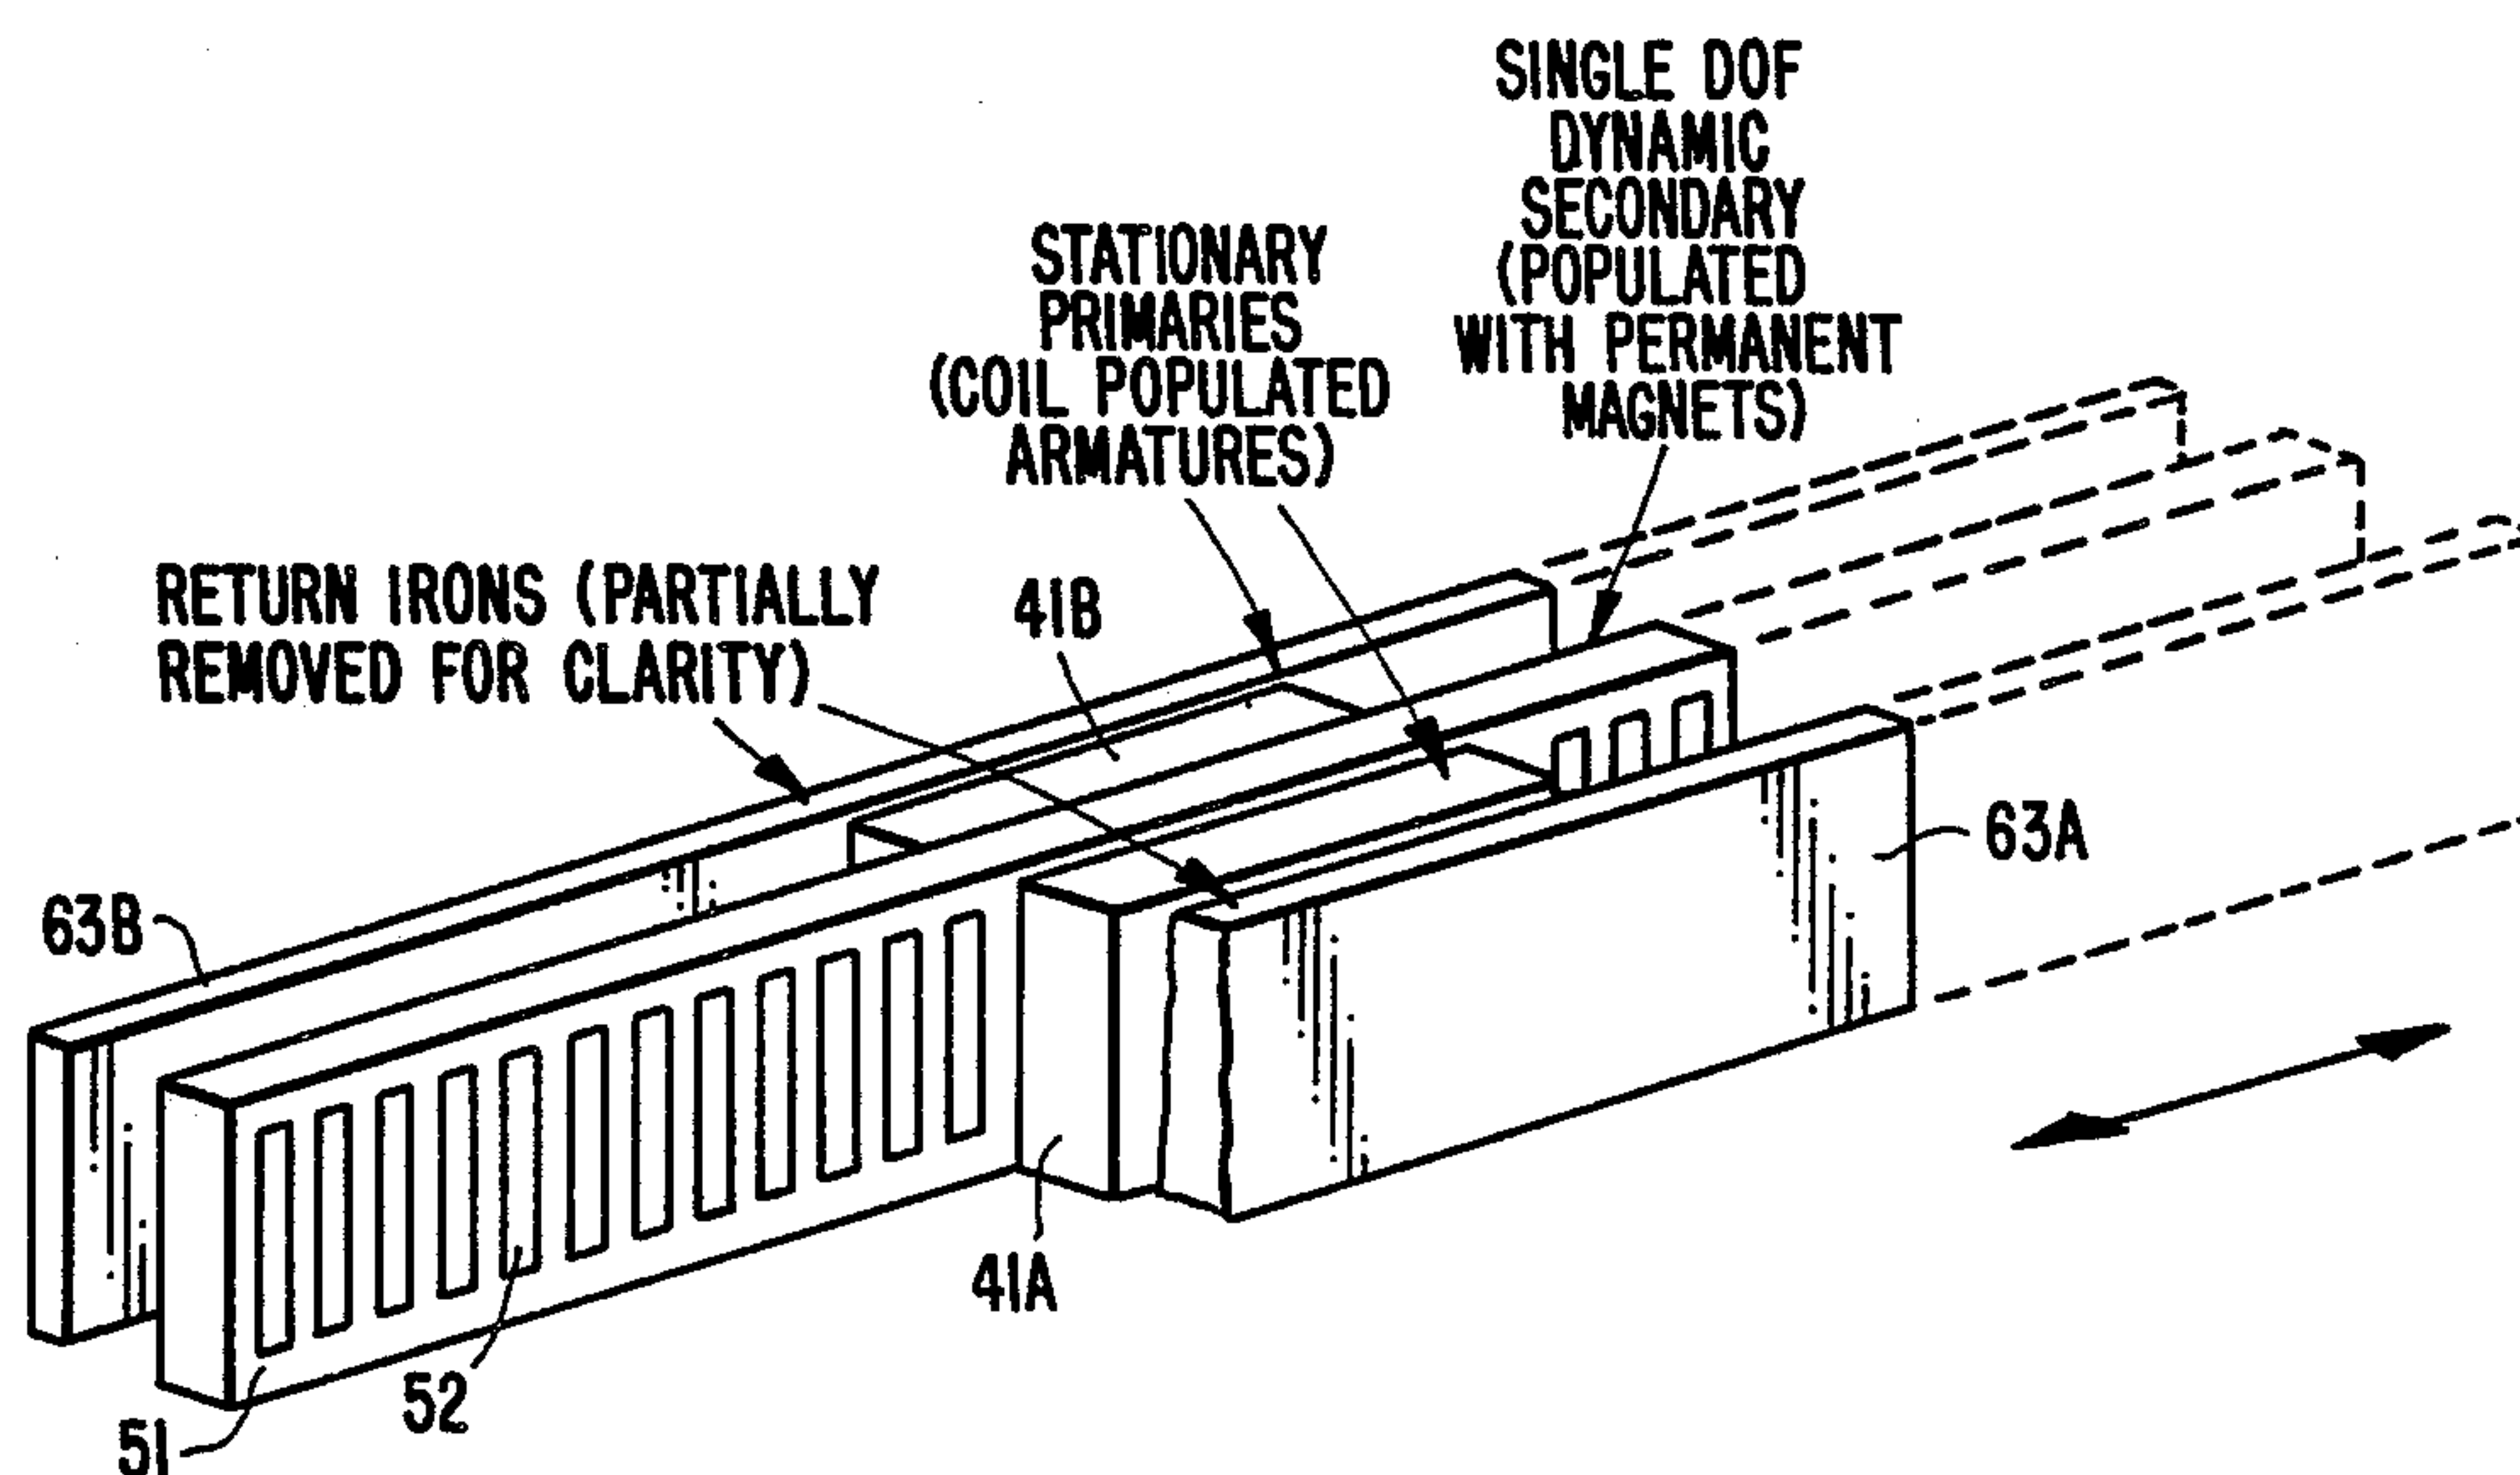 SINGLE DOF
DYNAMIC
SECONDARY
(POPULATED
WITH PERMANENT
MAGNETS)
STATIONARY
PRIMARIES
(COIL POPULATED
ARMATURES)
RETURN IRONS (PARTIALLY
REMOVED FOR CLARITY)
41B
63A
63B
41A
52
51